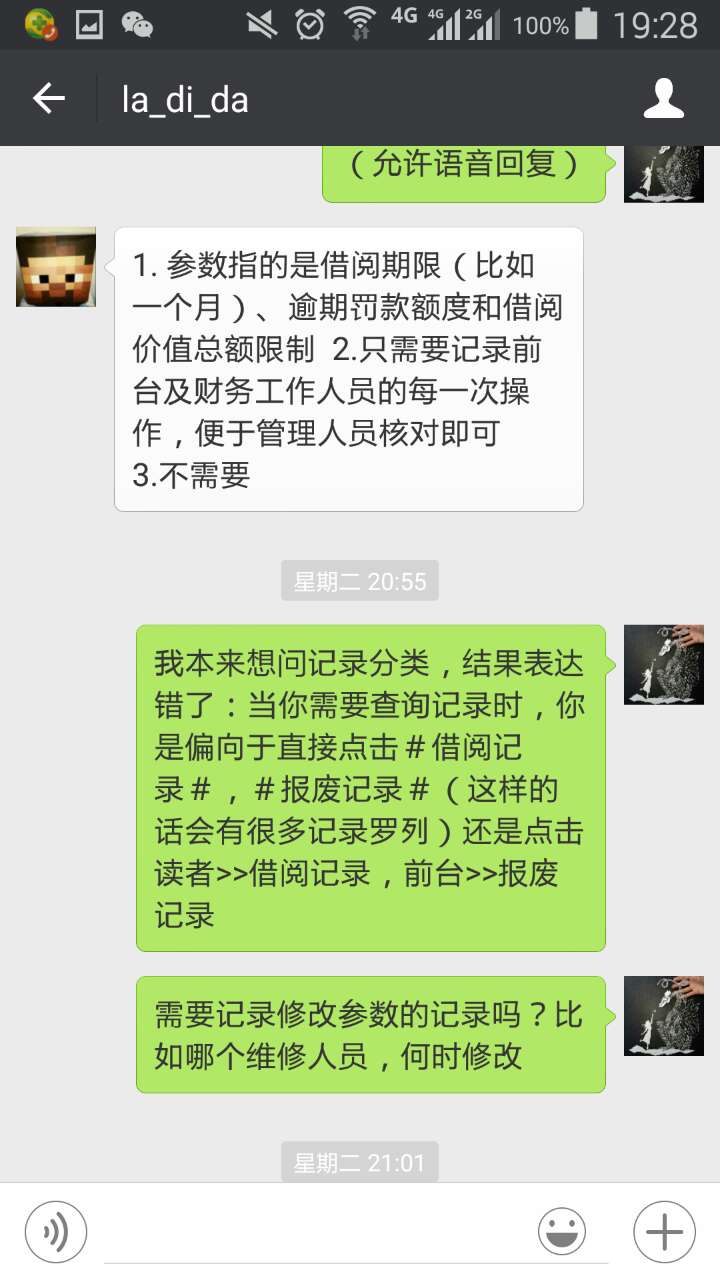 4G 4G 2G 100% 19:28
la_di_da
（允许语音回复）
1. 参数指的是借阅期限（比如
一个月）、逾期罚款额度和借阅
价值总额限制 2.只需要记录前
台及财务工作人员的每一次操
作，便于管理人员核对即可
3.不需要
星期二 20:55
我本来想问记录分类，结果表达
错了：当你需要查询记录时，你
是偏向于直接点击＃借阅记
录＃，＃报废记录＃（这样的
话会有很多记录罗列）还是点击
读者>>借阅记录，前台>>报废
记录
需要记录修改参数的记录吗？比
如哪个维修人员，何时修改
星期二 21:01